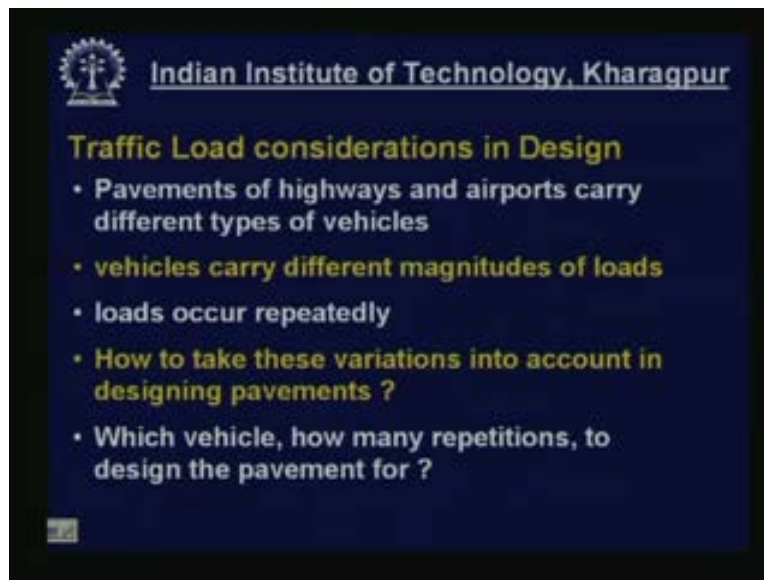 Indian Institute of Technology, Kharagpur
Traffic Load considerations in Design
• Pavements of highways and airports carry
different types of vehicles
• vehicles carry different magnitudes of loads
• loads occur repeatedly
• How to take these variations into account in
designing pavements ?
• Which vehicle, how many repetitions, to
design the pavement for ?